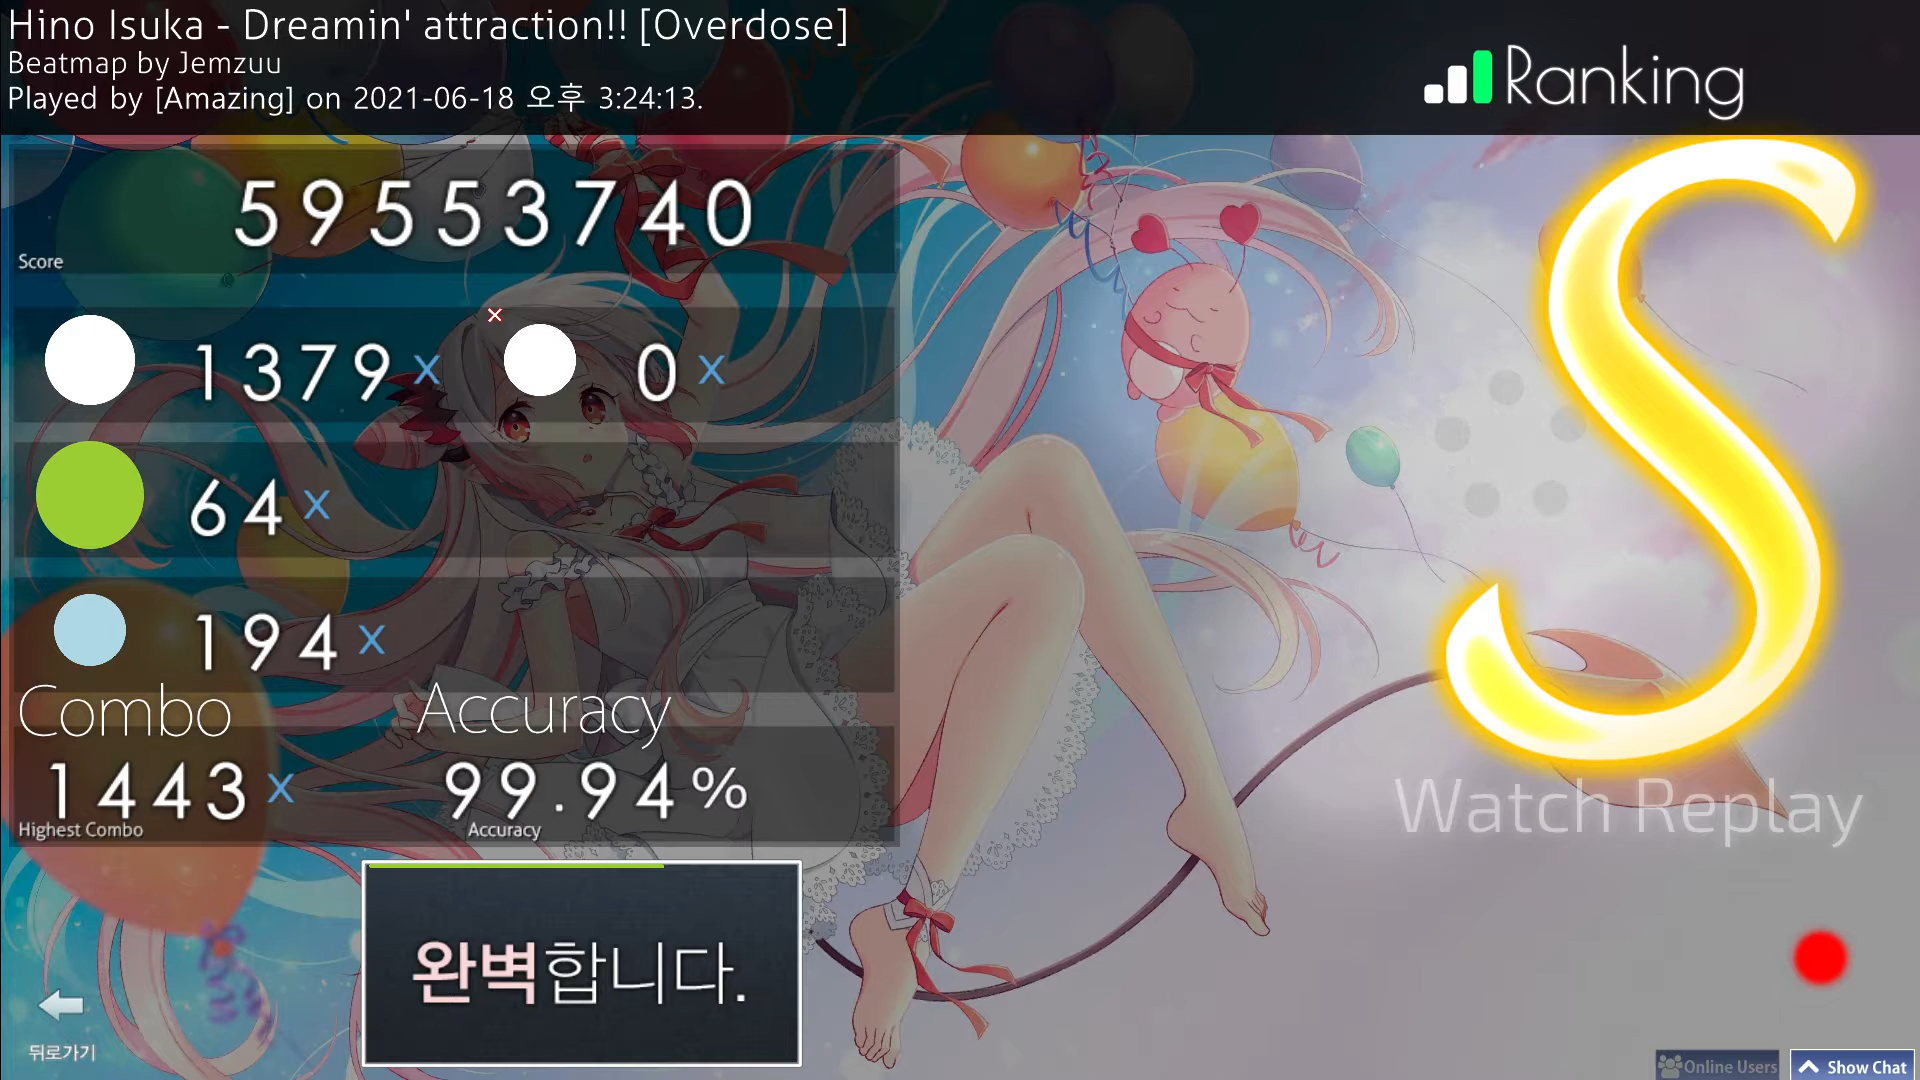 Hino Isuka - Dreamin' attraction!! [Overdose]
Beatmap by Jemzuu
Played by [Amazing] on 2021-06-18 오후 3:24:13.
Ranking
59553740
Score
1379x 0x
64x
194x
Combo Accuracy
1443x 99.94%
Highest Combo Accuracy
Watch Replay
완벽합니다.
뒤로가기
Online Users Show Chat